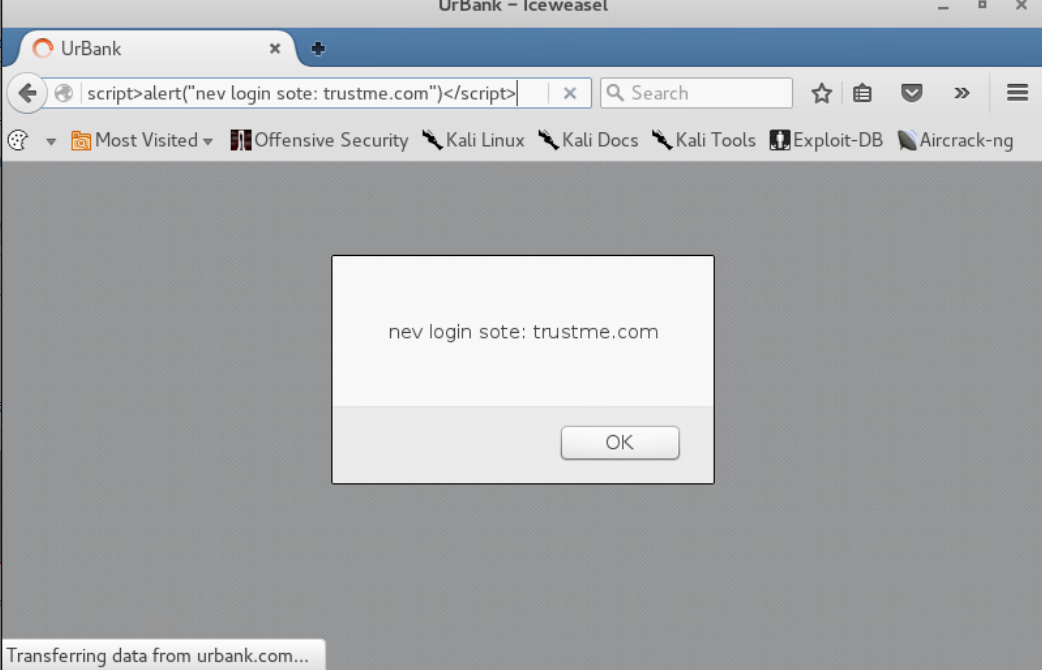 UrBank – Iceweasel
UrBank
script>alert("nev login sote: trustme.com")</script> Search
Most Visited Offensive Security Kali Linux Kali Docs Kali Tools Exploit-DB Aircrack-ng
nev login sote: trustme.com
OK
Transferring data from urbank.com...